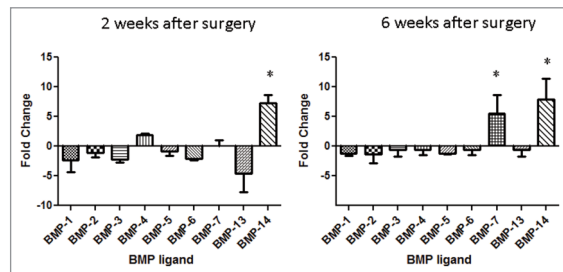 2 weeks after surgery
Fold Change
15
10
5
0
-5
-10
BMP-1
BMP-2
BMP-3
BMP-4
BMP-5
BMP-6
BMP-7
BMP-13
BMP-14
*
BMP ligand
6 weeks after surgery
Fold Change
15
10
5
0
-5
BMP-1
BMP-2
BMP-3
BMP-4
BMP-5
BMP-6
BMP-7
BMP-13
BMP-14
*
*
BMP ligand